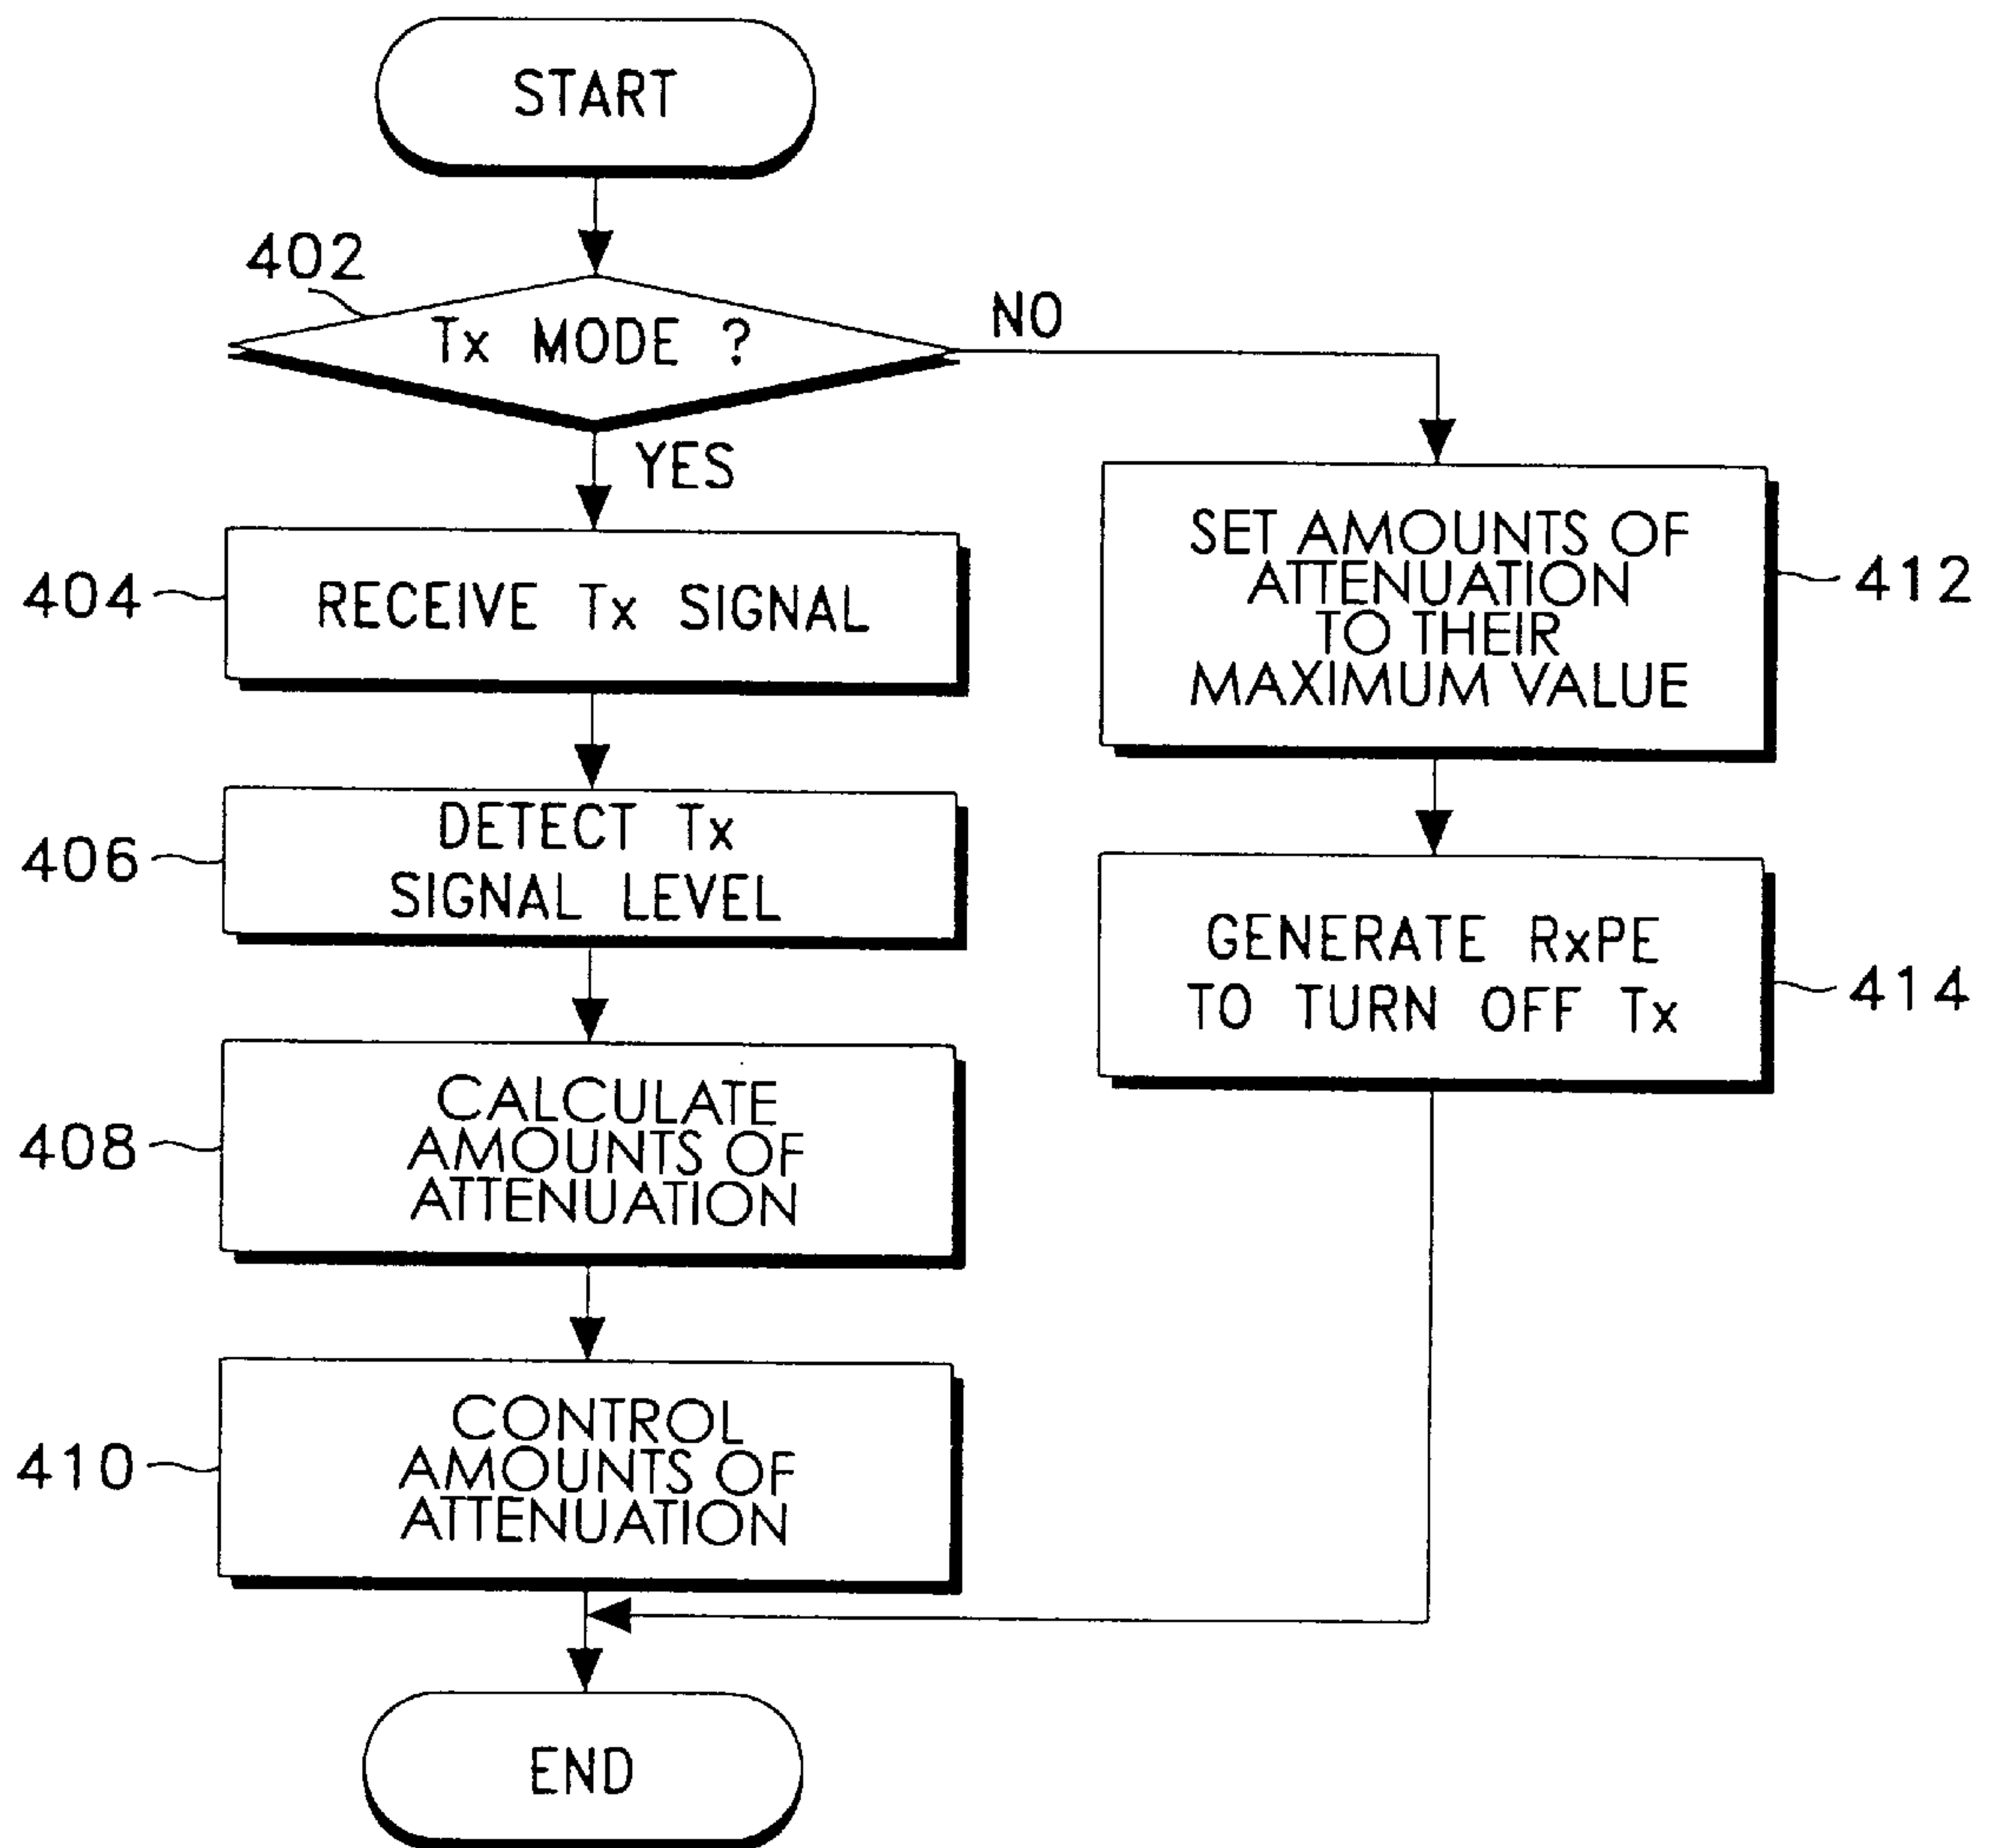 START
402
Tx MODE ?
NO
YES
404
RECEIVE Tx SIGNAL
406
DETECT Tx
SIGNAL LEVEL
408
CALCULATE
AMOUNTS OF
ATTENUATION
410
CONTROL
AMOUNTS OF
ATTENUATION
SET AMOUNTS OF
ATTENUATION
TO THEIR
MAXIMUM VALUE
412
GENERATE RxPE
TO TURN OFF Tx
414
END